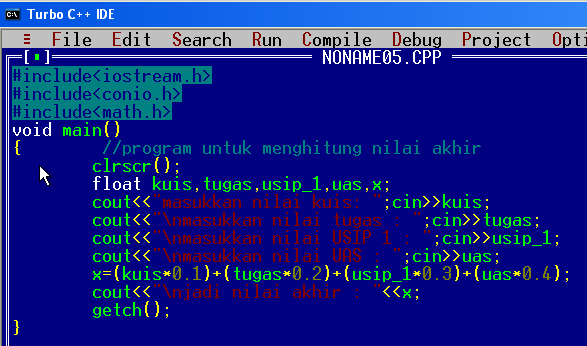 Turbo C++ IDE
≡ File Edit Search Run Compile Debug Project Opti
[■] NONAME05.CPP
#include<iostream.h>
#include<conio.h>
#include<math.h>
void main()
{ //program untuk menghitung nilai akhir
clrscr();
float kuis,tugas,usip_1,uas,x;
cout<<"masukkan nilai kuis: ";cin>>kuis;
cout<<"\nmasukkan nilai tugas : ";cin>>tugas;
cout<<"\nmasukkan nilai USIP 1 : ";cin>>usip_1;
cout<<"\nmasukkan nilai UAS : ";cin>>uas;
x=(kuis*0.1)+(tugas*0.2)+(usip_1*0.3)+(uas*0.4);
cout<<"\njadi nilai akhir : "<<x;
getch();
}